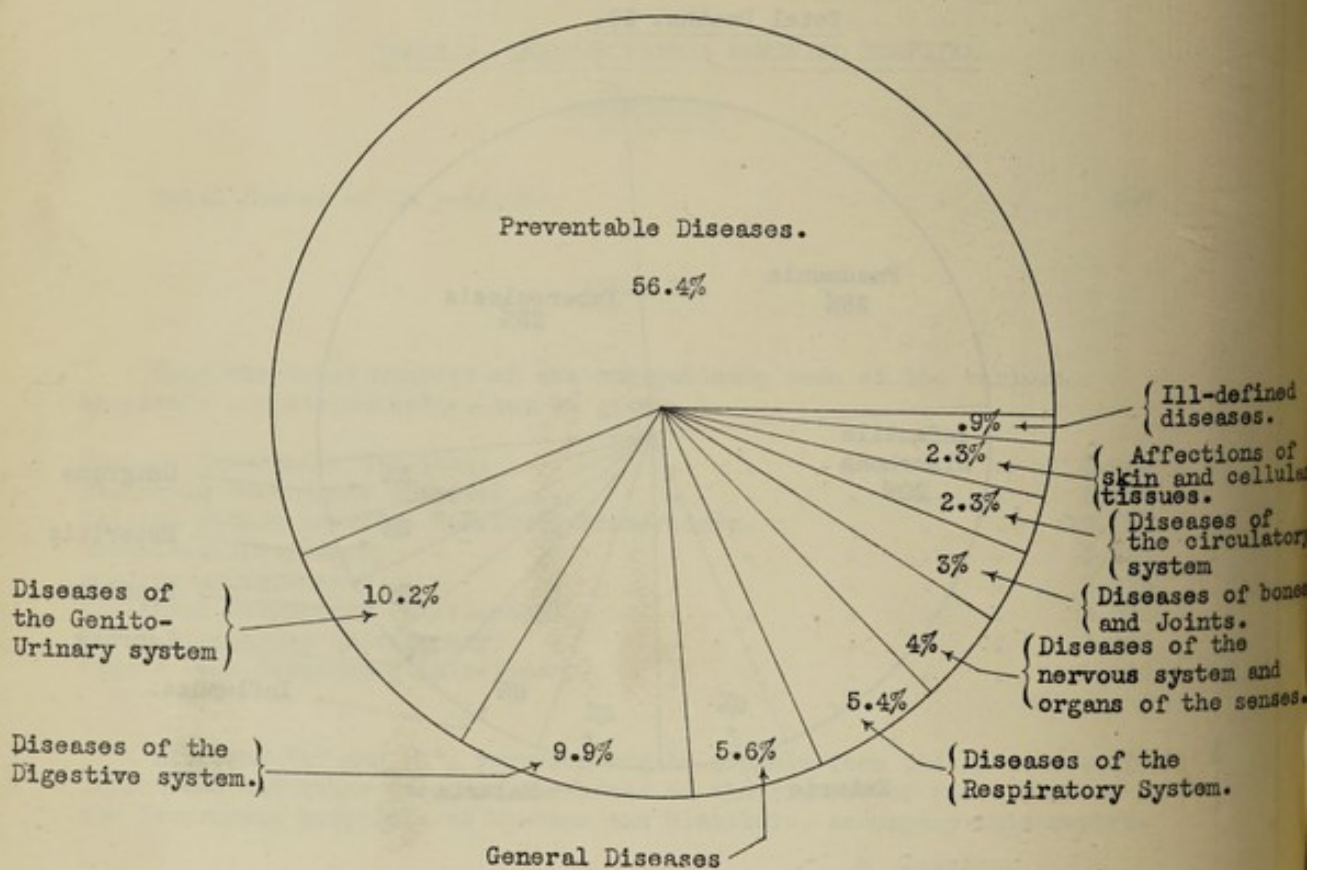 Preventable Diseases.
56.4%
.9%
Ill-defined
diseases.
2.3%
Affections of
skin and cellula
tissues.
2.3%
Diseases of
the circulatory
system
3%
Diseases of bones
and Joints.
4%
Diseases of the
nervous system and
organs of the senses.
5.4%
Diseases of the
Respiratory System.
5.6%
General Diseases
9.9%
Diseases of the
Digestive system.
10.2%
Diseases of
the Genito-
Urinary system